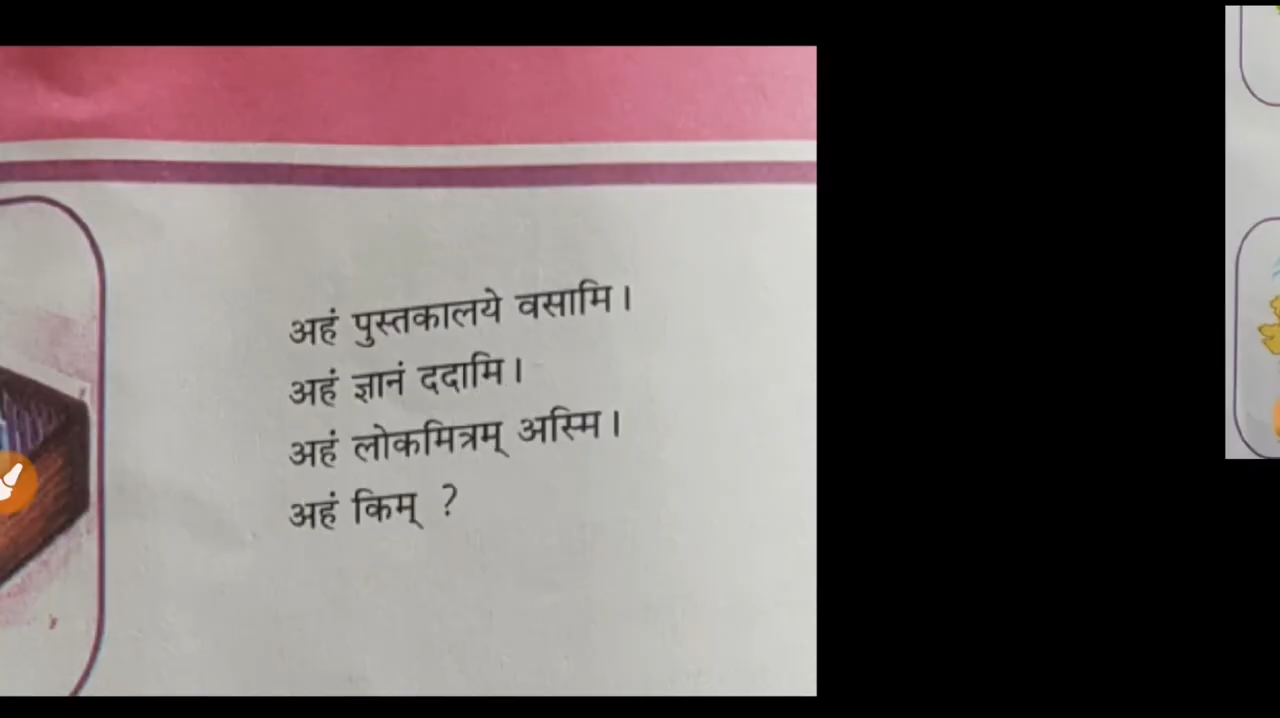 अहं पुस्तकालये वसामि।
अहं ज्ञानं ददामि।
अहं लोकमित्रम् अस्मि।
अहं किम् ?